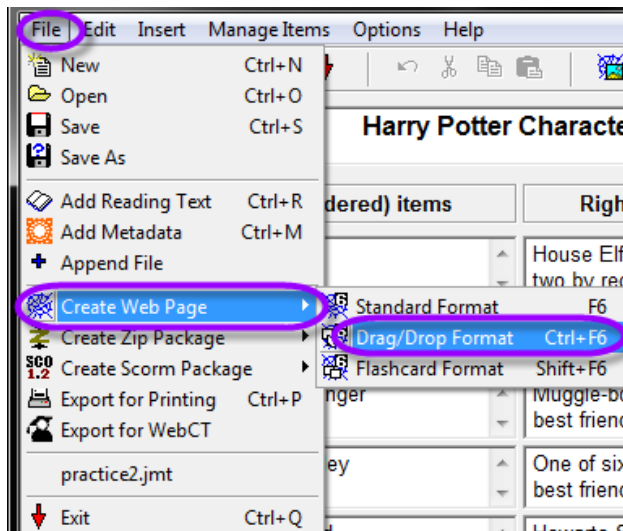 File Edit Insert Manage Items Options Help
New Ctrl+N
Open Ctrl+O
Save Ctrl+S
Save As
Add Reading Text Ctrl+R
Add Metadata Ctrl+M
Append File
Create Web Page
Create Zip Package
SCO 1.2 Create Scorm Package
Export for Printing Ctrl+P
Export for WebCT
practice2.jmt
Exit Ctrl+Q
Standard Format F6
Drag/Drop Format Ctrl+F6
Flashcard Format Shift+F6
Harry Potter Characte
dered) items
Righ
House Elf
two by re
nger
Muggle-bo
best friend
ey
One of six
best friend